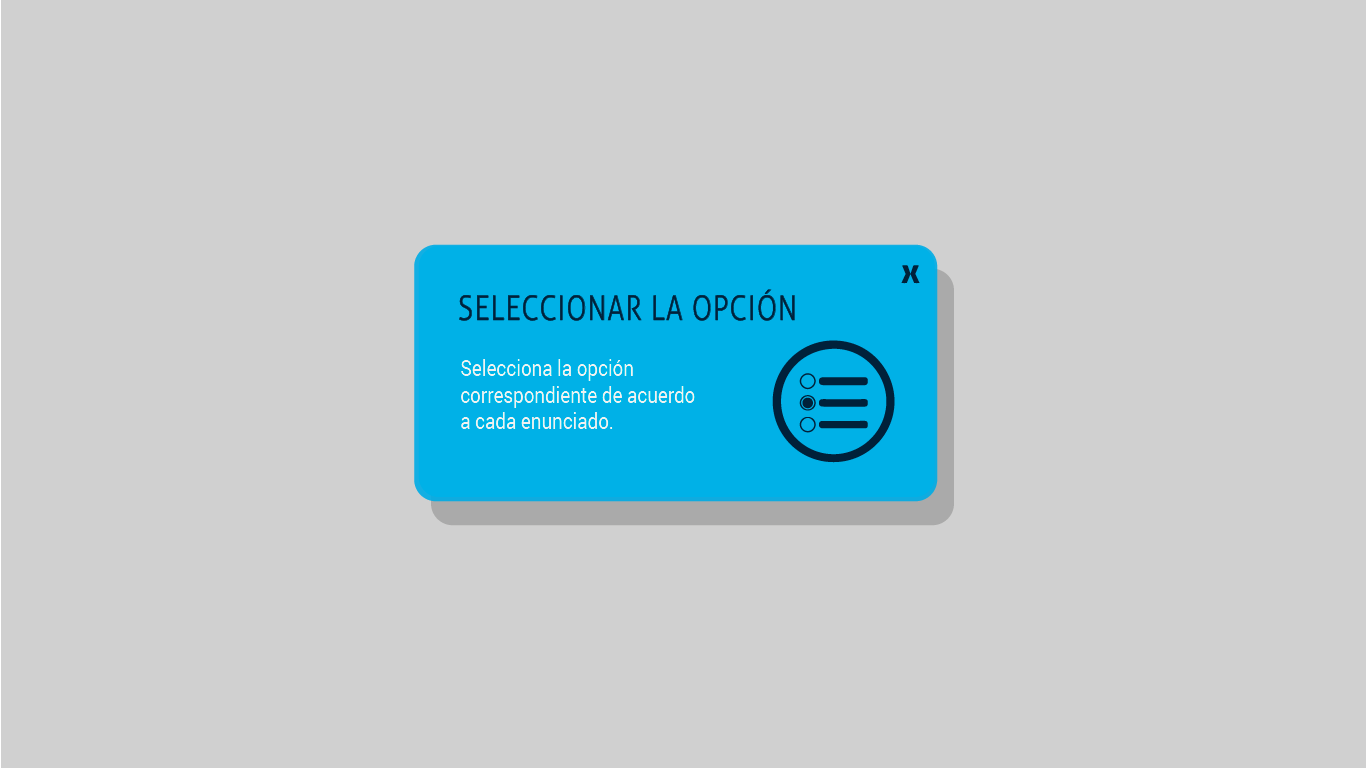 X
SELECCIONAR LA OPCIÓN
Selecciona la opción
correspondiente de acuerdo
a cada enunciado.